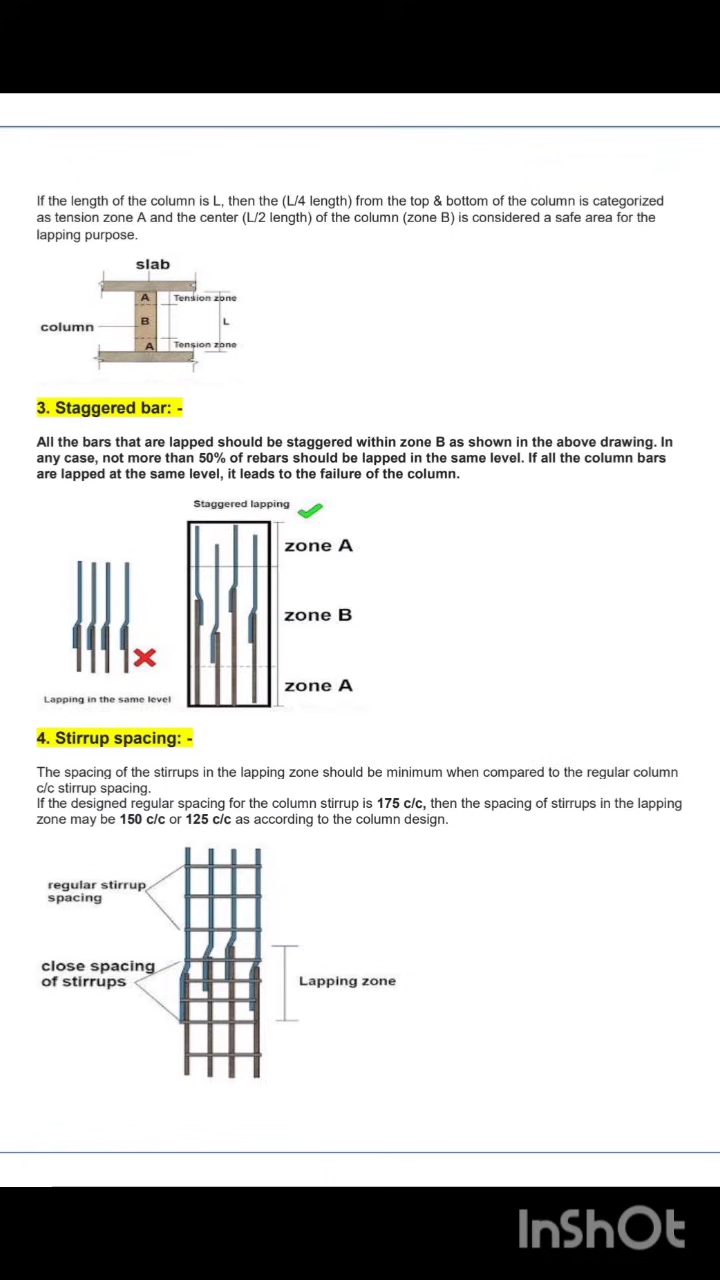 If the length of the column is L, then the (L/4 length) from the top & bottom of the column is categorized
as tension zone A and the center (L/2 length) of the column (zone B) is considered a safe area for the
lapping purpose.
slab
A
Tension zone
B
L
column
A
Tension zone
3. Staggered bar: -
All the bars that are lapped should be staggered within zone B as shown in the above drawing. In
any case, not more than 50% of rebars should be lapped in the same level. If all the column bars
are lapped at the same level, it leads to the failure of the column.
Staggered lapping
zone A
zone B
zone A
Lapping in the same level
4. Stirrup spacing: -
The spacing of the stirrups in the lapping zone should be minimum when compared to the regular column
c/c stirrup spacing.
If the designed regular spacing for the column stirrup is 175 c/c, then the spacing of stirrups in the lapping
zone may be 150 c/c or 125 c/c as according to the column design.
regular stirrup
spacing
close spacing
of stirrups
Lapping zone
InShOt